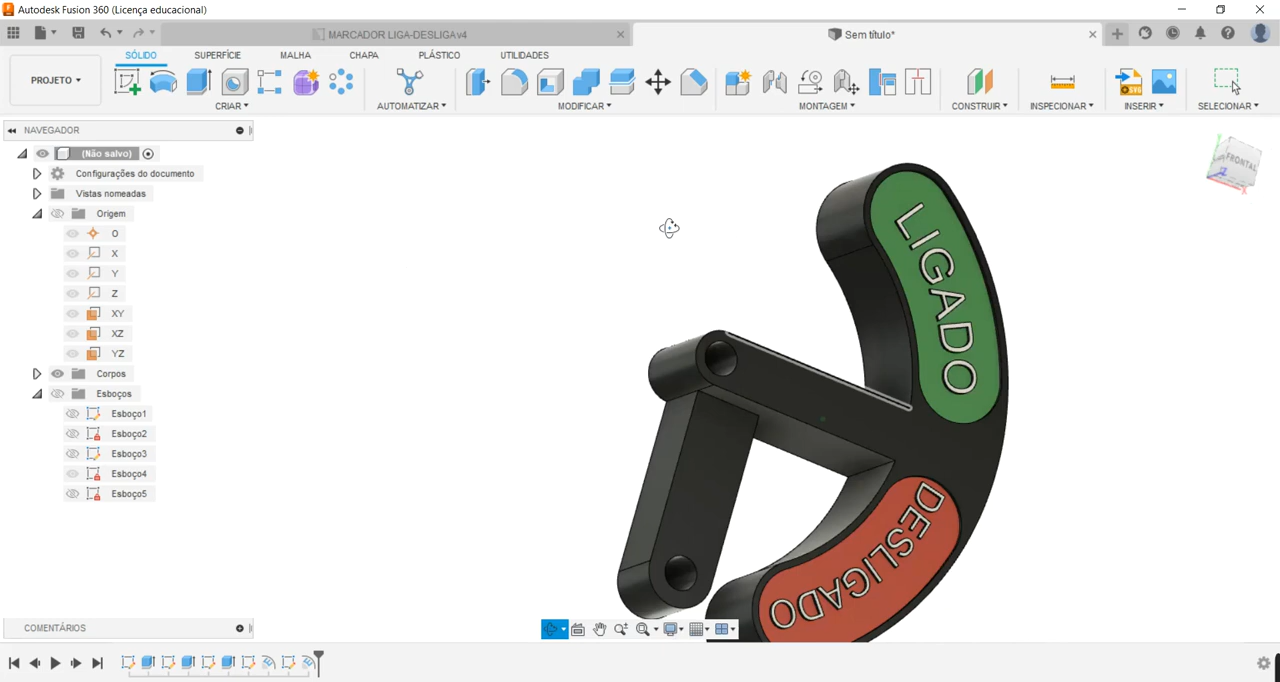 Autodesk Fusion 360 (Licença educacional)
MARCADOR LIGA-DESLIGA v4
Sem título*
SÓLIDO SUPERFÍCIE MALHA CHAPA PLÁSTICO UTILIDADES
PROJETO
CRIAR AUTOMATIZAR MODIFICAR MONTAGEM CONSTRUIR INSPECIONAR INSERIR SELECIONAR
NAVEGADOR
(Não salvo)
Configurações do documento
Vistas nomeadas
Origem
O
X
Y
Z
XY
XZ
YZ
Corpos
Esboços
Esboço1
Esboço2
Esboço3
Esboço4
Esboço5
FRONTAL
LIGADO
DESLIGADO
COMENTÁRIOS